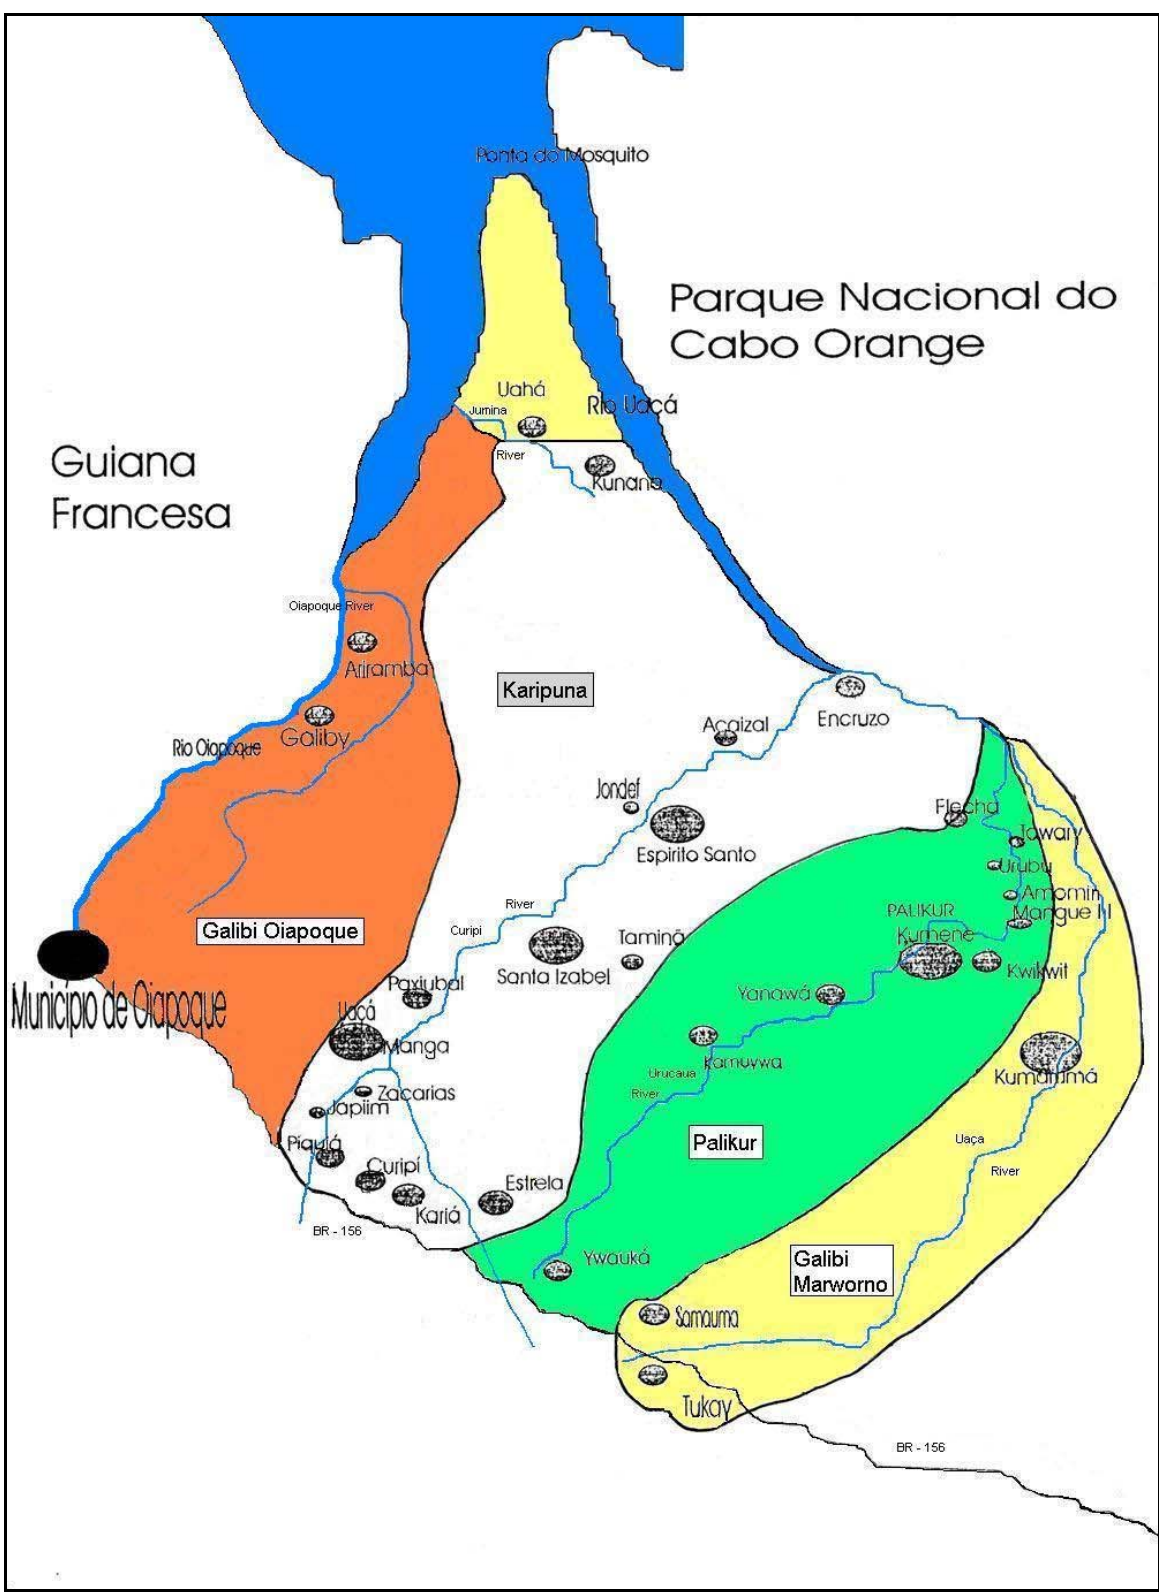 Ponta do Mosquito
Parque Nacional do
Cabo Orange
Uahá
Rio Uaçá
Jumina
River
Kunanã
Guiana
Francesa
Oiapoque River
Ariramba
Karipuna
Encruzo
Açaizal
Galiby
Rio Oiapoque
Jondef
Flecha
Tawary
Espirito Santo
Urubu
Amomin
PALIKUR
Mangue II
River
Galibi Oiapoque
Curipi
Kumene
Taminã
Santa Izabel
Kwikwit
Paxiubal
Yanawá
Município de Oiapoque
Uaçá
Manga
Kamuywa
Urucaua
River
Kumarumá
Zacarias
Japiim
Piquiá
Palikur
Uaça
River
Curipí
Estrela
Kariá
BR - 156
Ywauká
Galibi
Marworno
Samauma
Tukay
BR - 156